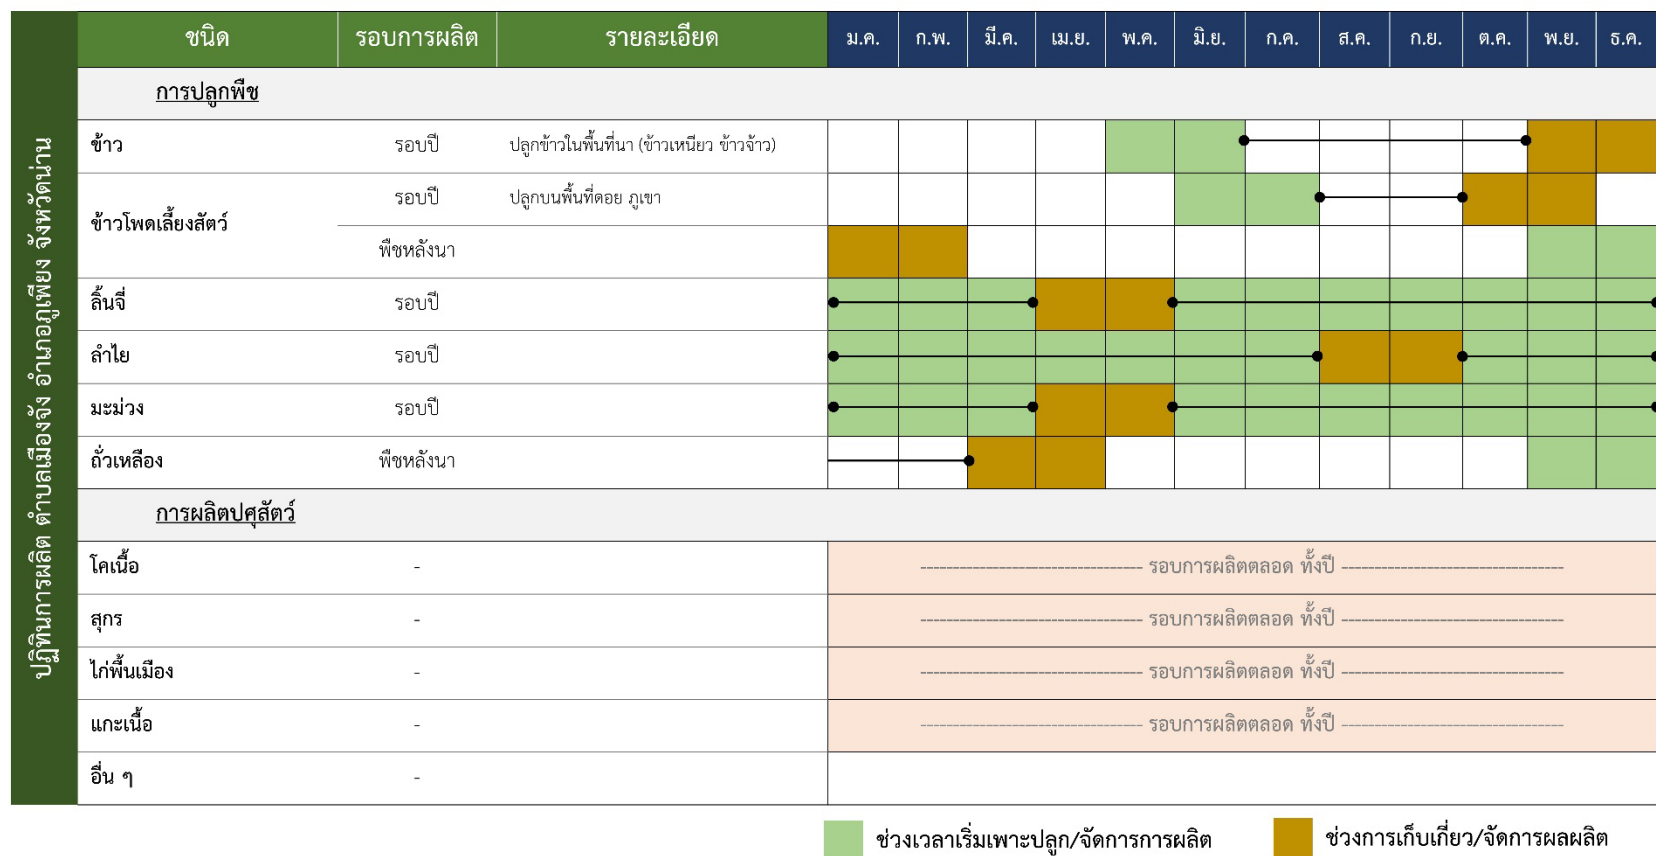 ปฏิทินการผลิต ตำบลเมืองจัง อำเภอภูเพียง จังหวัดน่าน
ชนิด รอบการผลิต รายละเอียด ม.ค. ก.พ. มี.ค. เม.ย. พ.ค. มิ.ย. ก.ค. ส.ค. ก.ย. ต.ค. พ.ย. ธ.ค.
การปลูกพืช
ข้าว รอบปี ปลูกข้าวในพื้นที่นา (ข้าวเหนียว ข้าวจ้าว)
ข้าวโพดเลี้ยงสัตว์ รอบปี ปลูกบนพื้นที่ดอย ภูเขา
พืชหลังนา
ลิ้นจี่ รอบปี
ลำไย รอบปี
มะม่วง รอบปี
ถั่วเหลือง พืชหลังนา
การผลิตปศุสัตว์
โคเนื้อ - ---------------------------------- รอบการผลิตตลอด ทั้งปี ----------------------------------
สุกร - ---------------------------------- รอบการผลิตตลอด ทั้งปี ----------------------------------
ไก่พื้นเมือง - ---------------------------------- รอบการผลิตตลอด ทั้งปี ----------------------------------
แกะเนื้อ - ---------------------------------- รอบการผลิตตลอด ทั้งปี ----------------------------------
อื่น ๆ -
ช่วงเวลาเริ่มเพาะปลูก/จัดการการผลิต ช่วงการเก็บเกี่ยว/จัดการผลผลิต